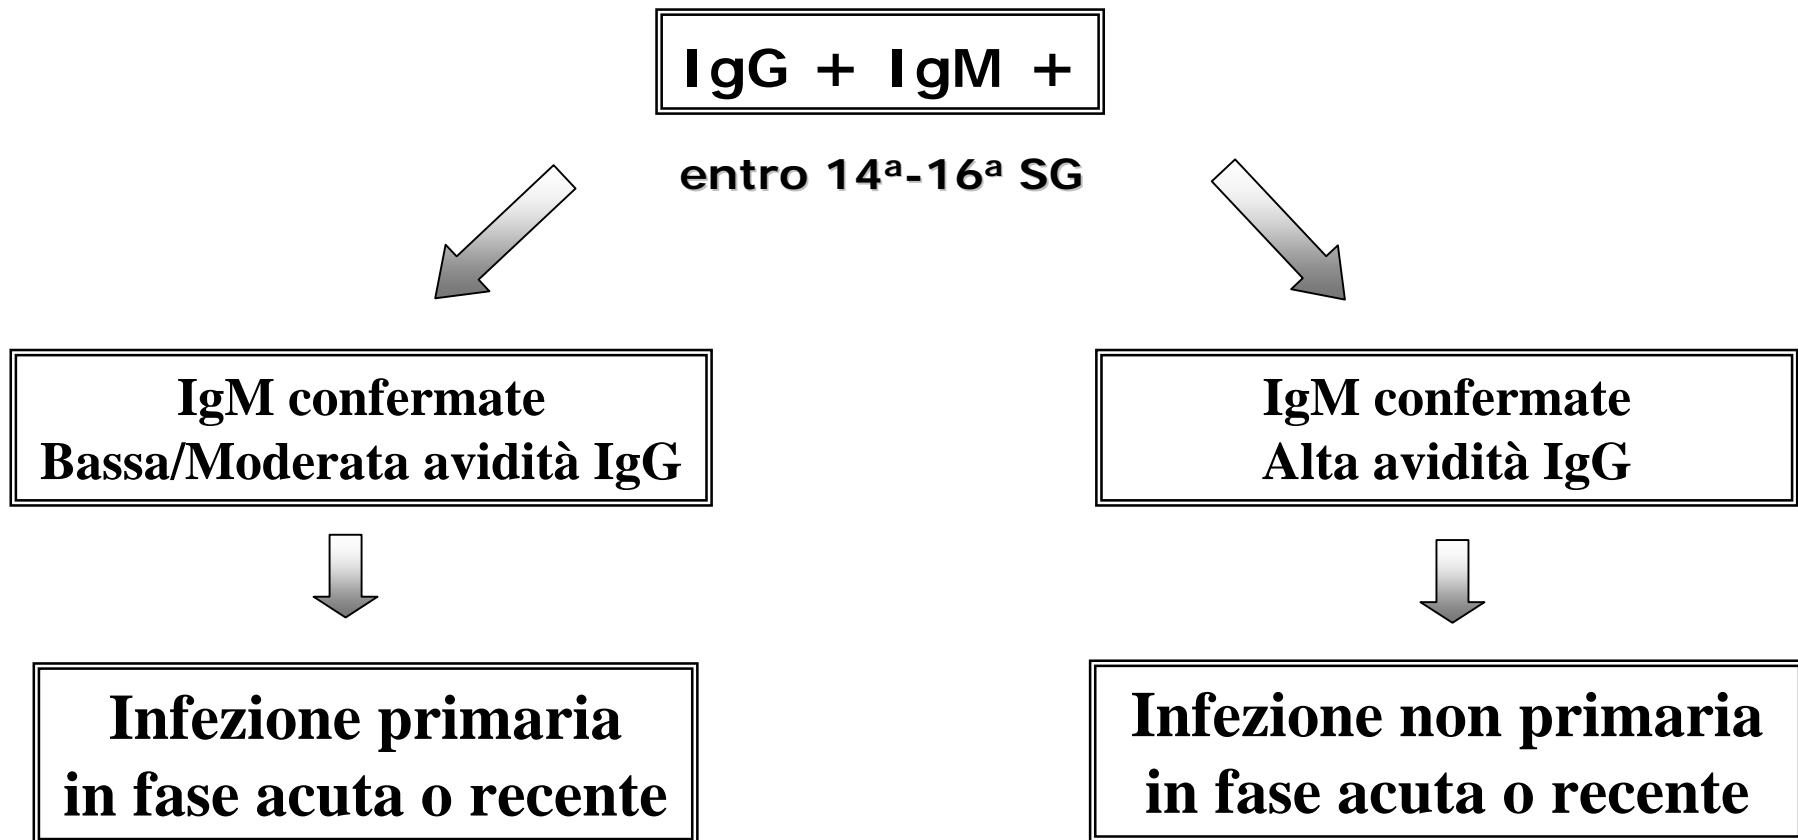 IgG + IgM +
entro 14ª-16ª SG
IgM confermate
Bassa/Moderata avidità IgG
IgM confermate
Alta avidità IgG
Infezione primaria
in fase acuta o recente
Infezione non primaria
in fase acuta o recente